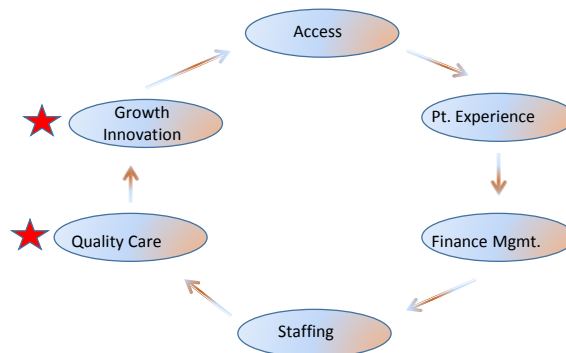 Access
Growth
Innovation
Pt. Experience
Quality Care
Finance Mgmt.
Staffing